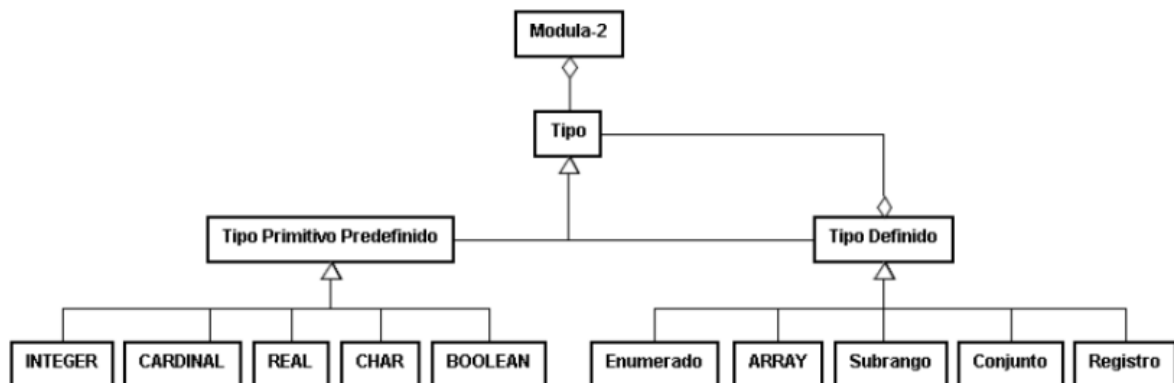 Modula-2
Tipo
Tipo Primitivo Predefinido
Tipo Definido
INTEGER
CARDINAL
REAL
CHAR
BOOLEAN
Enumerado
ARRAY
Subrango
Conjunto
Registro